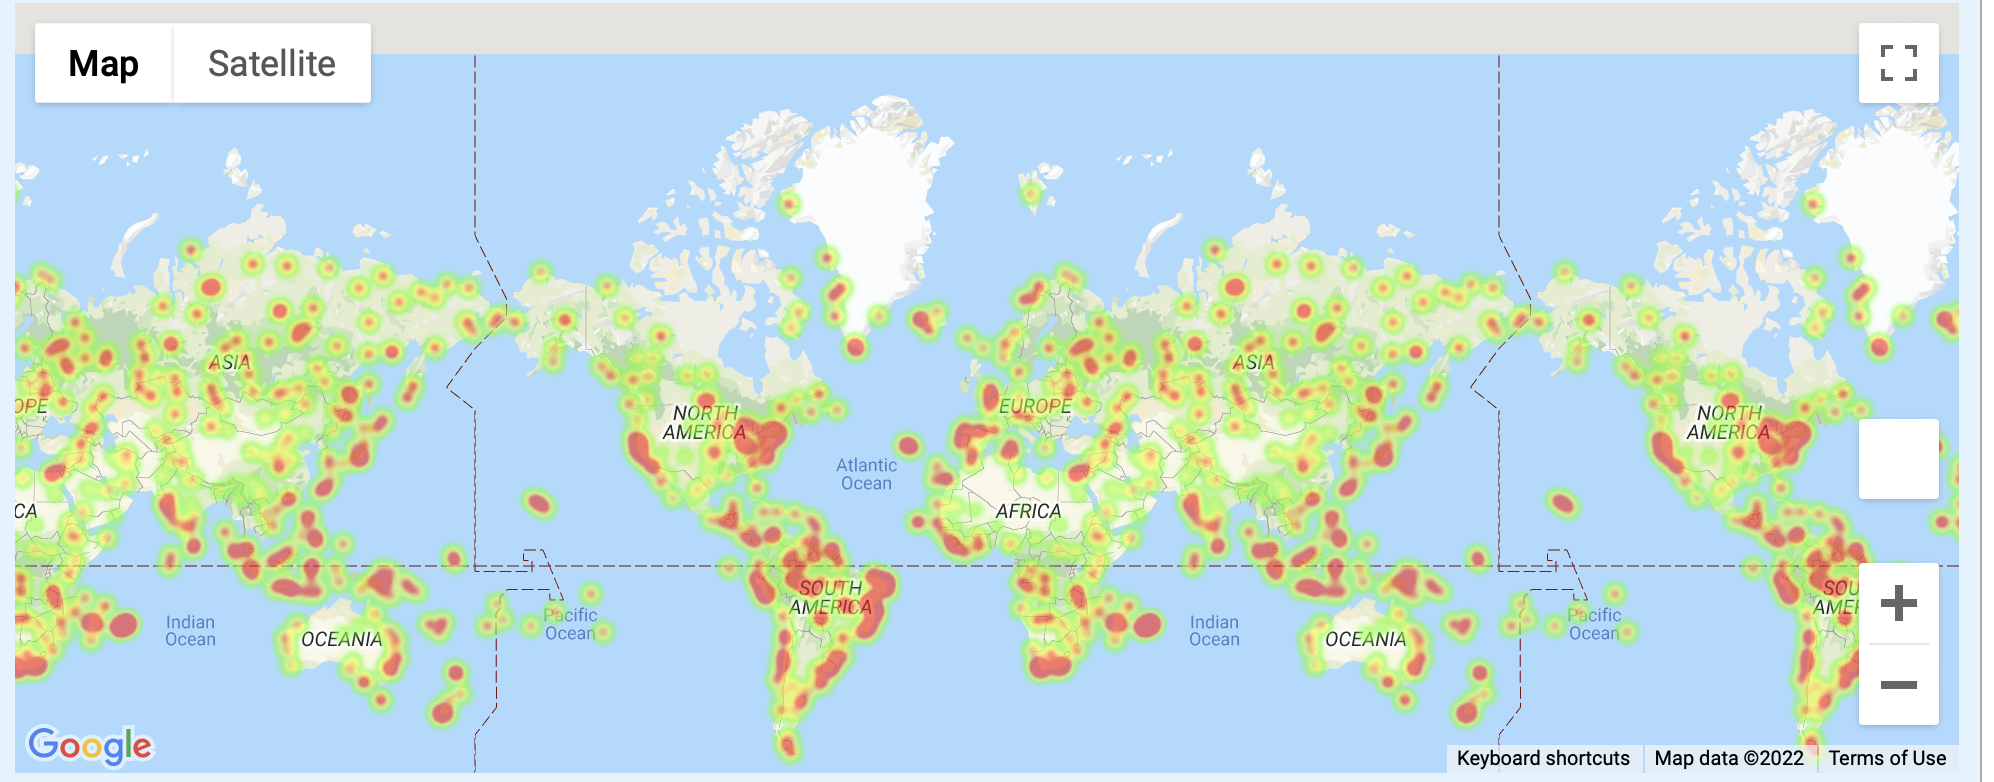 Map
Satellite
ASIA
OPE
NORTH
AMERICA
Atlantic
Ocean
CA
AFRICA
EUROPE
ASIA
NORTH
AMERICA
SOUTH
AMERICA
Indian
Ocean
OCEANIA
Pacific
Ocean
Indian
Ocean
OCEANIA
Pacific
Ocean
SOU
AMER
Google
Keyboard shortcuts
Map data ©2022
Terms of Use